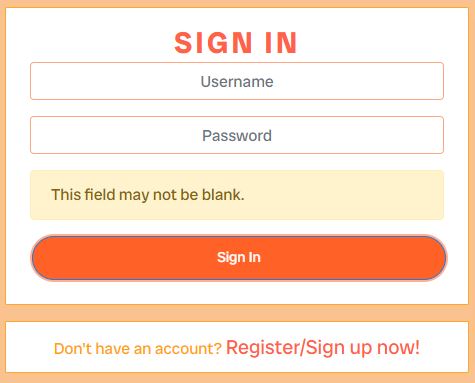 SIGN IN
Username
Password
This field may not be blank.
Sign In
Don't have an account? Register/Sign up now!